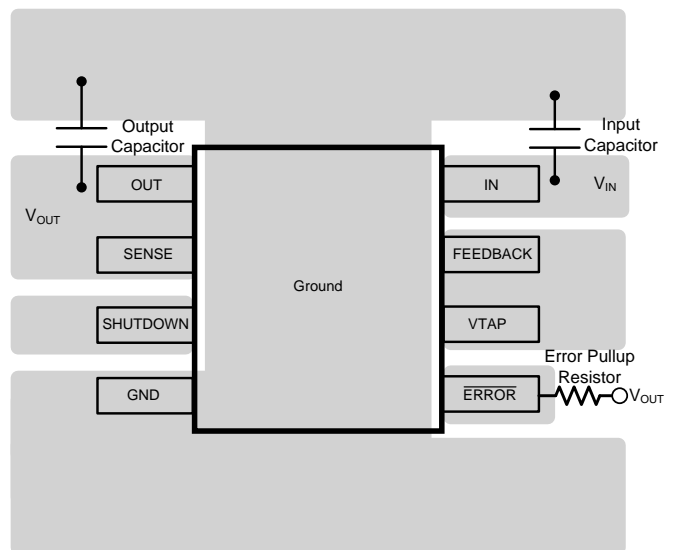 Output
Capacitor
Input
Capacitor
OUT
IN
VIN
VOUT
SENSE
FEEDBACK
Ground
SHUTDOWN
VTAP
Error Pullup
Resistor
GND
ERROR
VOUT